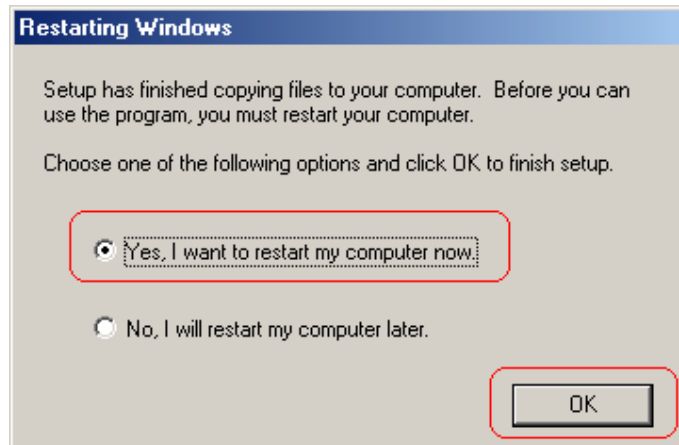 Restarting Windows
Setup has finished copying files to your computer. Before you can
use the program, you must restart your computer.
Choose one of the following options and click OK to finish setup.
Yes, I want to restart my computer now.
No, I will restart my computer later.
OK